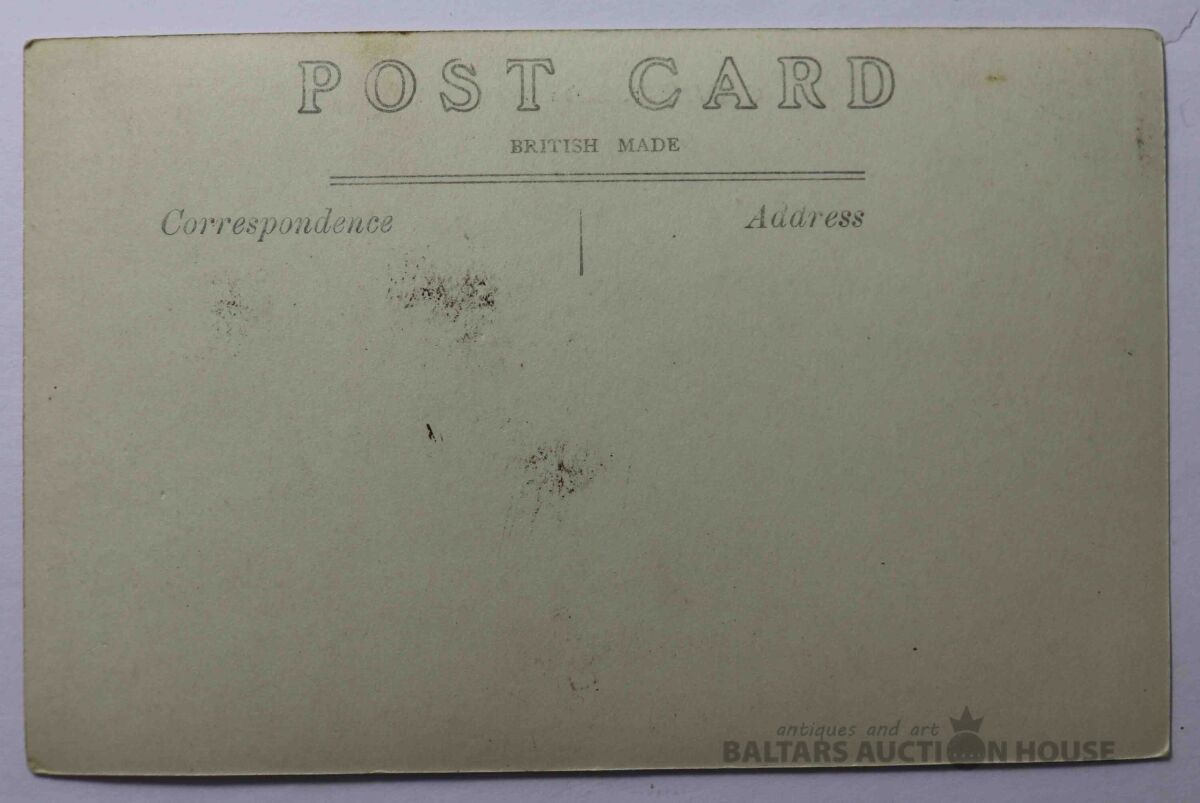 POST CARD
BRITISH MADE
Correspondence
Address
antiques and art
BALTARS AUCTION HOUSE